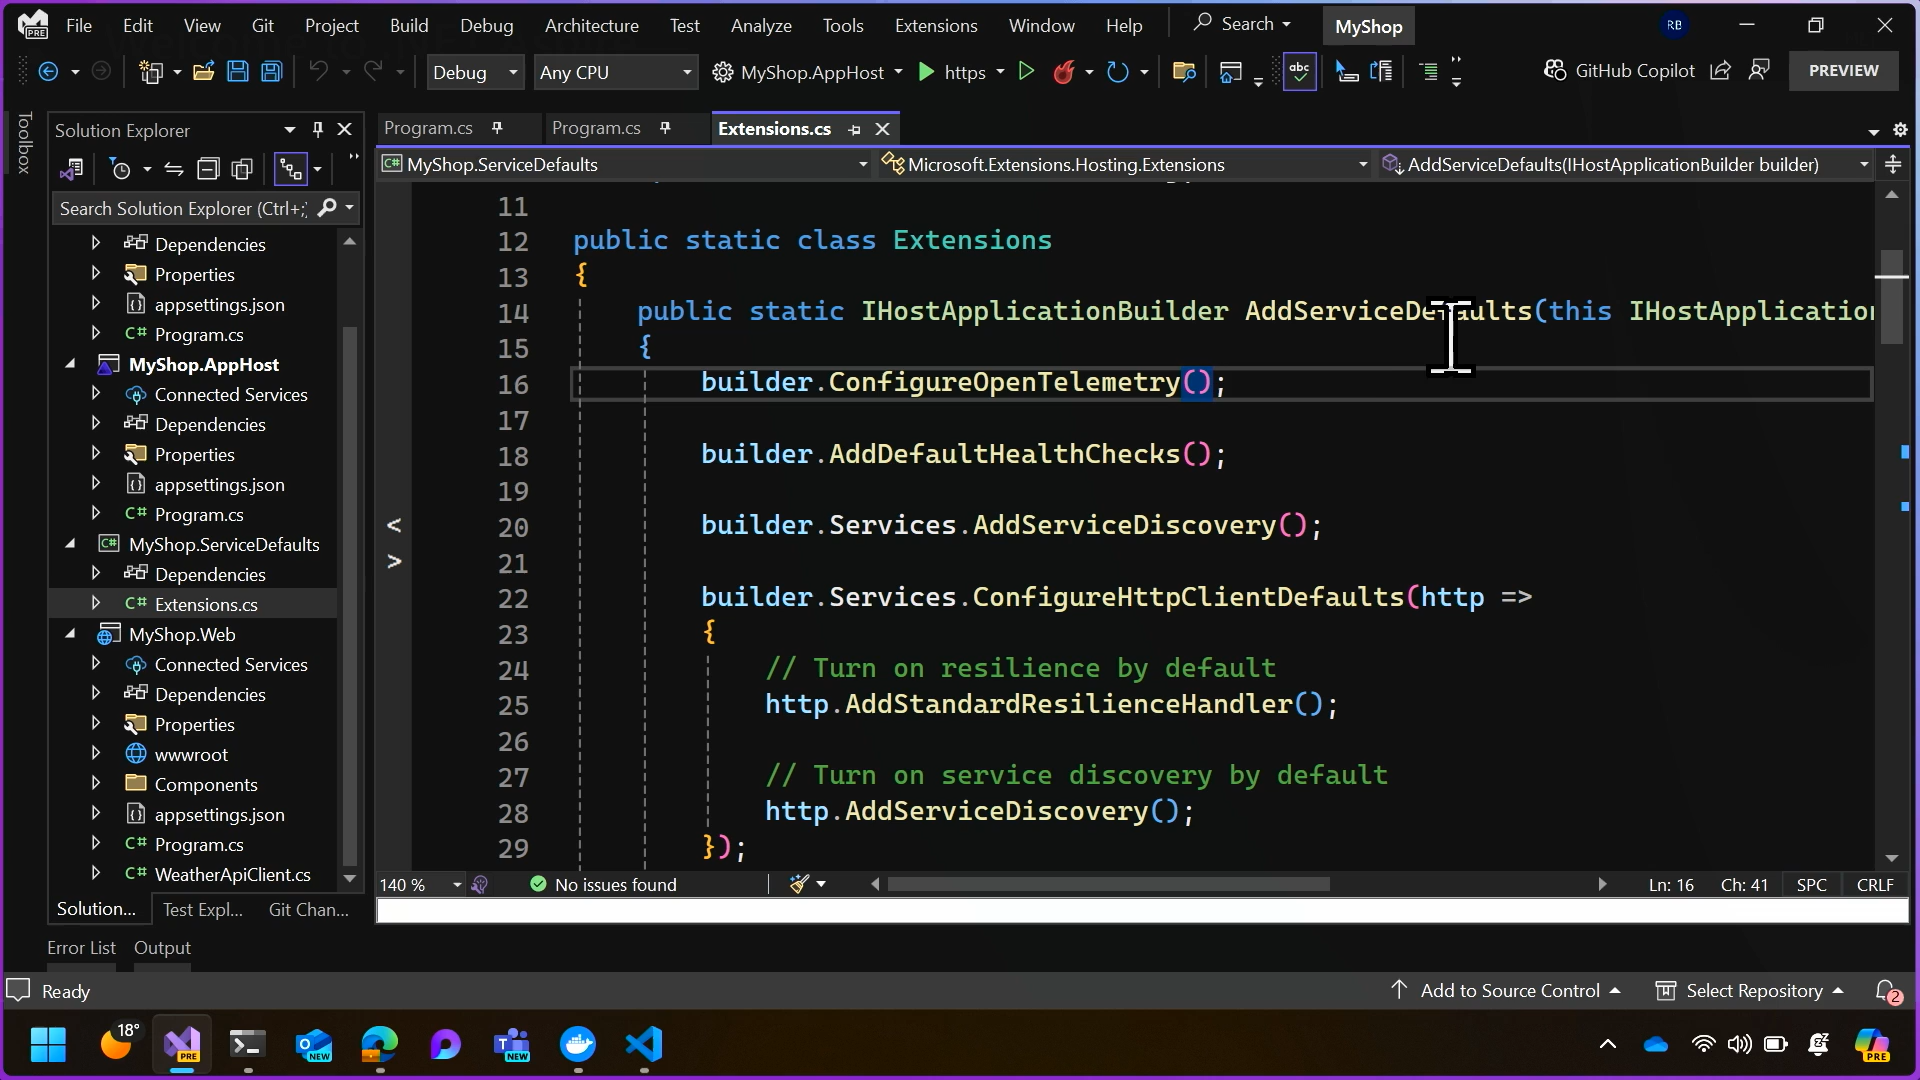 File Edit View Git Project Build Debug Architecture Test Analyze Tools Extensions Window Help Search MyShop RB
Debug Any CPU MyShop.AppHost https abc GitHub Copilot PREVIEW
Toolbox
Solution Explorer
Search Solution Explorer (Ctrl+;)
Dependencies
Properties
appsettings.json
C# Program.cs
MyShop.AppHost
Connected Services
Dependencies
Properties
appsettings.json
C# Program.cs
C# MyShop.ServiceDefaults
Dependencies
C# Extensions.cs
MyShop.Web
Connected Services
Dependencies
Properties
wwwroot
Components
appsettings.json
C# Program.cs
C# WeatherApiClient.cs
Solution... Test Expl... Git Chan...
Program.cs Program.cs Extensions.cs
C# MyShop.ServiceDefaults Microsoft.Extensions.Hosting.Extensions AddServiceDefaults(IHostApplicationBuilder builder)
11
12 public static class Extensions
13 {
14 public static IHostApplicationBuilder AddServiceDefaults(this IHostApplication
15 {
16 builder.ConfigureOpenTelemetry();
17
18 builder.AddDefaultHealthChecks();
19
20 builder.Services.AddServiceDiscovery();
21
22 builder.Services.ConfigureHttpClientDefaults(http =>
23 {
24 // Turn on resilience by default
25 http.AddStandardResilienceHandler();
26
27 // Turn on service discovery by default
28 http.AddServiceDiscovery();
29 });
140 % No issues found Ln: 16 Ch: 41 SPC CRLF
Error List Output
Ready Add to Source Control Select Repository 2
18° PRE NEW NEW PRE